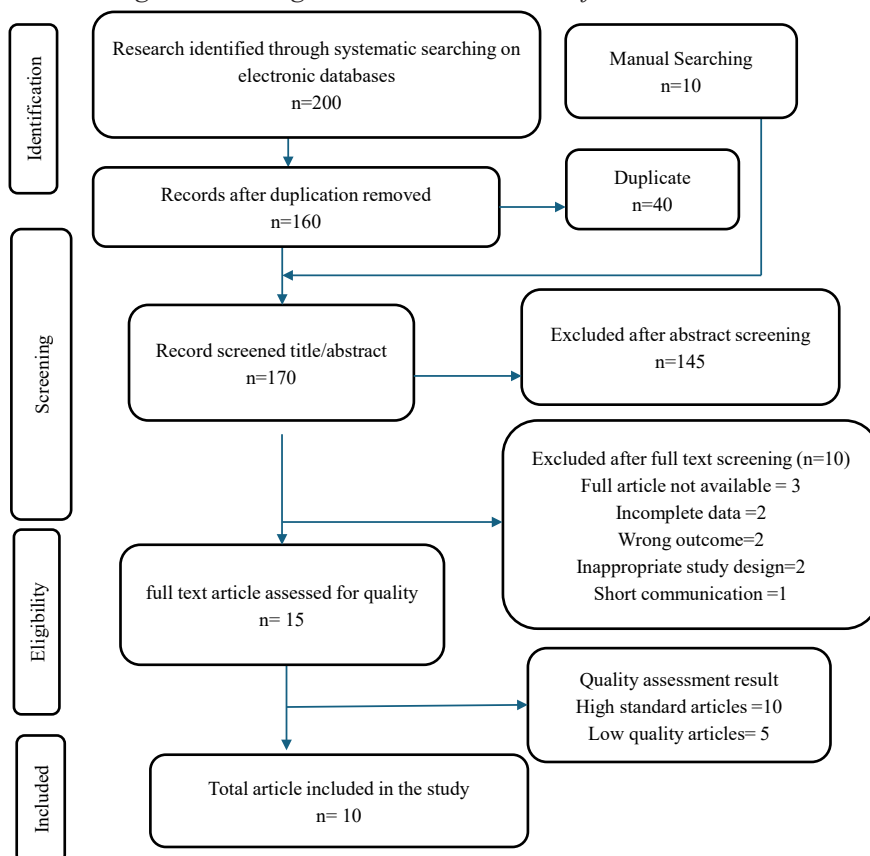 Identification
Research identified through systematic searching on
electronic databases
n=200
Manual Searching
n=10
Records after duplication removed
n=160
Duplicate
n=40
Screening
Record screened title/abstract
n=170
Excluded after abstract screening
n=145
Excluded after full text screening (n=10)
Full article not available = 3
Incomplete data =2
Wrong outcome=2
Inappropriate study design=2
Short communication =1
Eligibility
full text article assessed for quality
n= 15
Quality assessment result
High standard articles =10
Low quality articles= 5
Included
Total article included in the study
n= 10